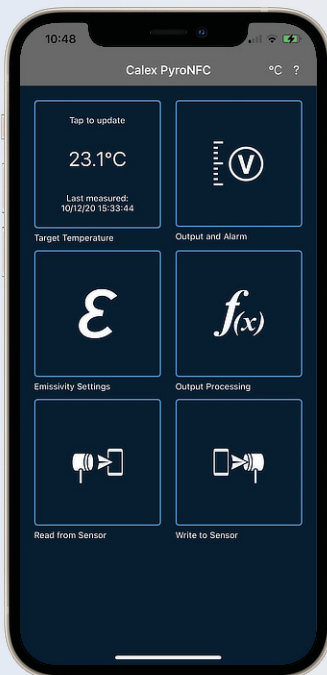 10:48
Calex PyroNFC
°C ?
Tap to update
23.1°C
Last measured:
10/12/20 15:33:44
V
Target Temperature
Output and Alarm
ε
f(x)
Emissivity Settings
Output Processing
Read from Sensor
Write to Sensor